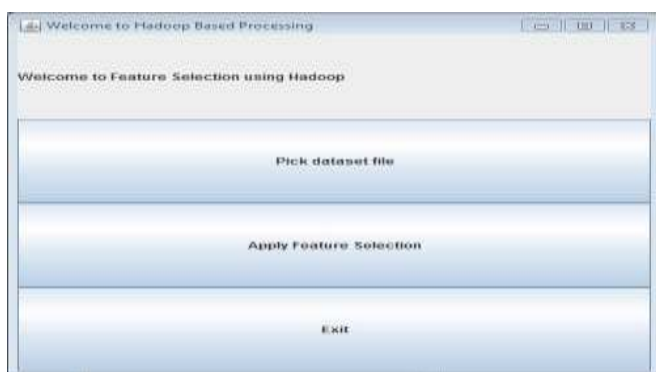 Welcome to Hadoop Based Processing
Welcome to Feature Selection using Hadoop
Pick dataset file
Apply Feature Selection
Exit